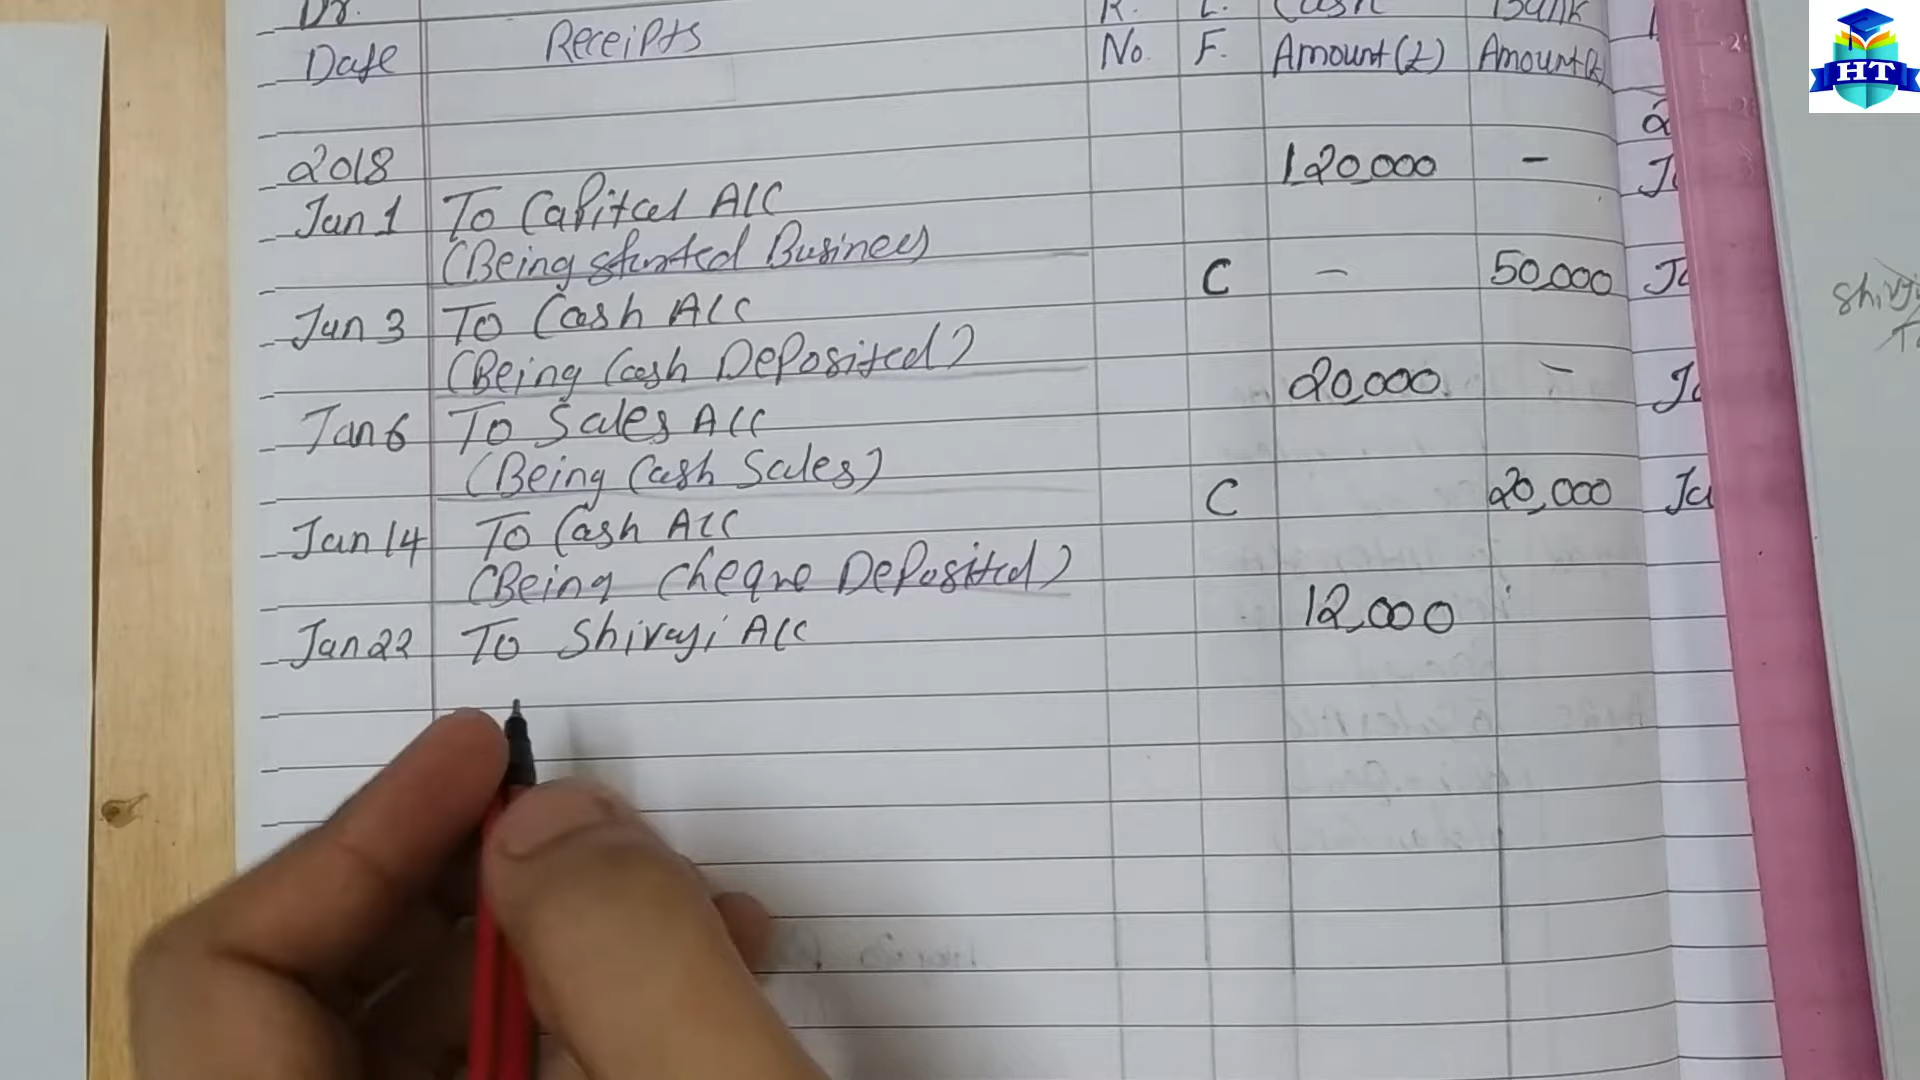 Dr.
R. L. Cash Bank
Date Receipts No. F. Amount(₹) Amount(₹)
2018 1,20,000 -
Jan 1 To Capital A/C
(Being started Business)
C - 50,000
Jan 3 To Cash A/C
(Being Cash Deposited)
20,000 -
Jan 6 To Sales A/C
(Being Cash Sales)
C 20,000
Jan 14 To Cash A/C
(Being Cheque Deposited)
12,000
Jan 22 To Shivaji A/C
HT